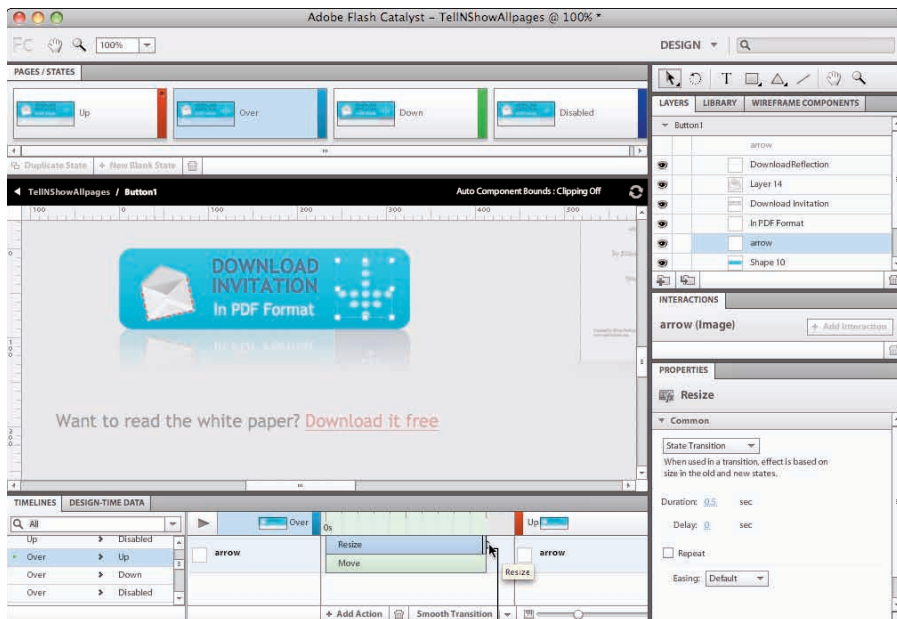 Adobe Flash Catalyst – TellNShowAllpages @ 100% *
FC 100% DESIGN
PAGES / STATES
Up Over Down Disabled
Duplicate State + New Blank State
TellNShowAllpages / Button1 Auto Component Bounds : Clipping Off
100 0 100 200 300 400 500
DOWNLOAD
INVITATION
In PDF Format
Want to read the white paper? Download it free
TIMELINES DESIGN-TIME DATA
All
Up > Disabled
Over > Up
Over > Down
Over > Disabled
Over 0s Up
arrow Resize arrow
Move
Resize
+ Add Action Smooth Transition
LAYERS LIBRARY WIREFRAME COMPONENTS
Button1
arrow
DownloadReflection
Layer 14
Download Invitation
In PDF Format
arrow
Shape 10
INTERACTIONS
arrow (Image) + Add Interaction
PROPERTIES
Resize
Common
State Transition
When used in a transition, effect is based on
size in the old and new states.
Duration: 0.5 sec
Delay: 0 sec
Repeat
Easing: Default